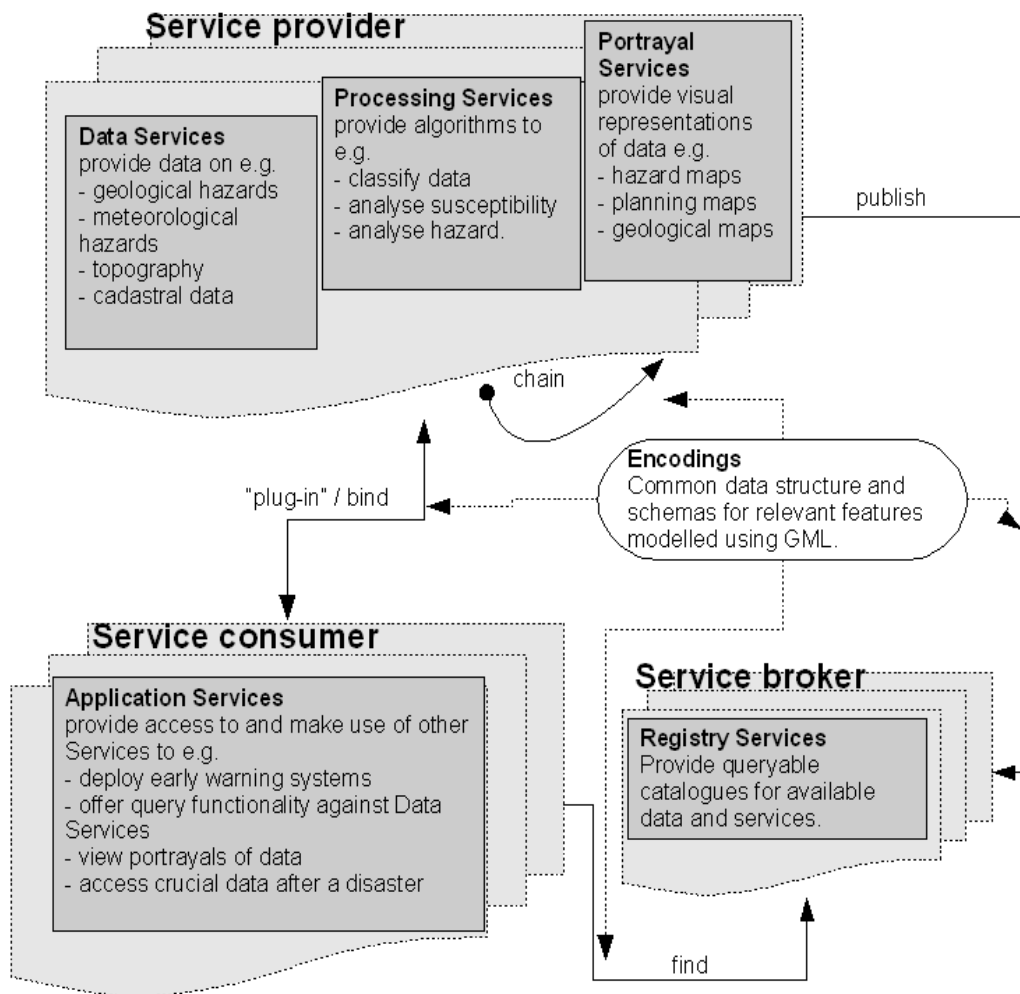 Service provider
Data Services
provide data on e.g.
- geological hazards
- meteorological
hazards
- topography
- cadastral data
Processing Services
provide algorithms to
e.g.
- classify data
- analyse susceptibility
- analyse hazard.
Portrayal
Services
provide visual
representations
of data e.g.
- hazard maps
- planning maps
- geological maps
publish
chain
"plug-in" / bind
Encodings
Common data structure and
schemas for relevant features
modelled using GML.
Service consumer
Application Services
provide access to and make use of other
Services to e.g.
- deploy early warning systems
- offer query functionality against Data
Services
- view portrayals of data
- access crucial data after a disaster
Service broker
Registry Services
Provide queryable
catalogues for available
data and services.
find